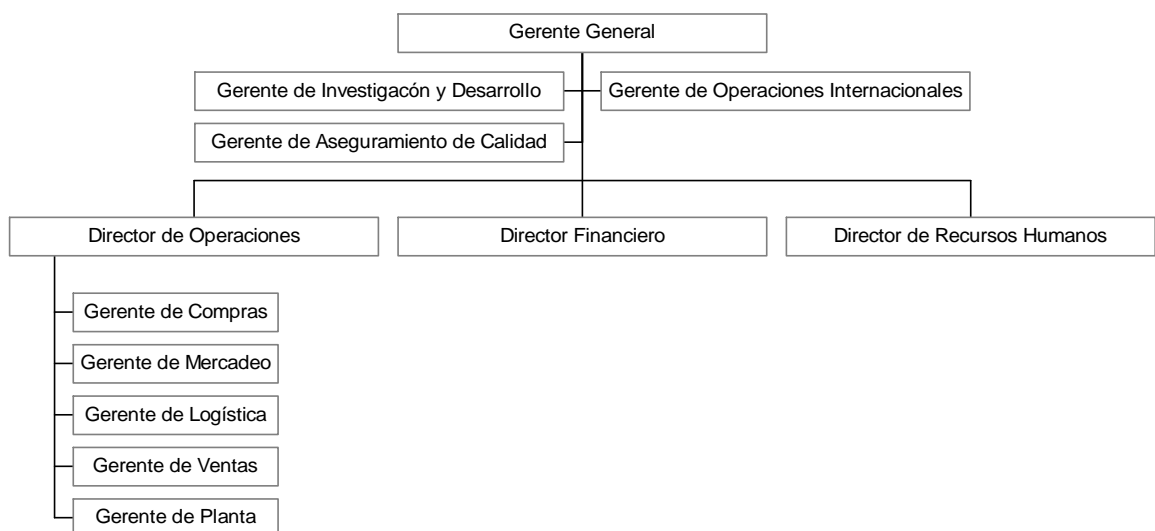 Gerente General
Gerente de Investigacón y Desarrollo
Gerente de Operaciones Internacionales
Gerente de Aseguramiento de Calidad
Director de Operaciones
Director Financiero
Director de Recursos Humanos
Gerente de Compras
Gerente de Mercadeo
Gerente de Logística
Gerente de Ventas
Gerente de Planta